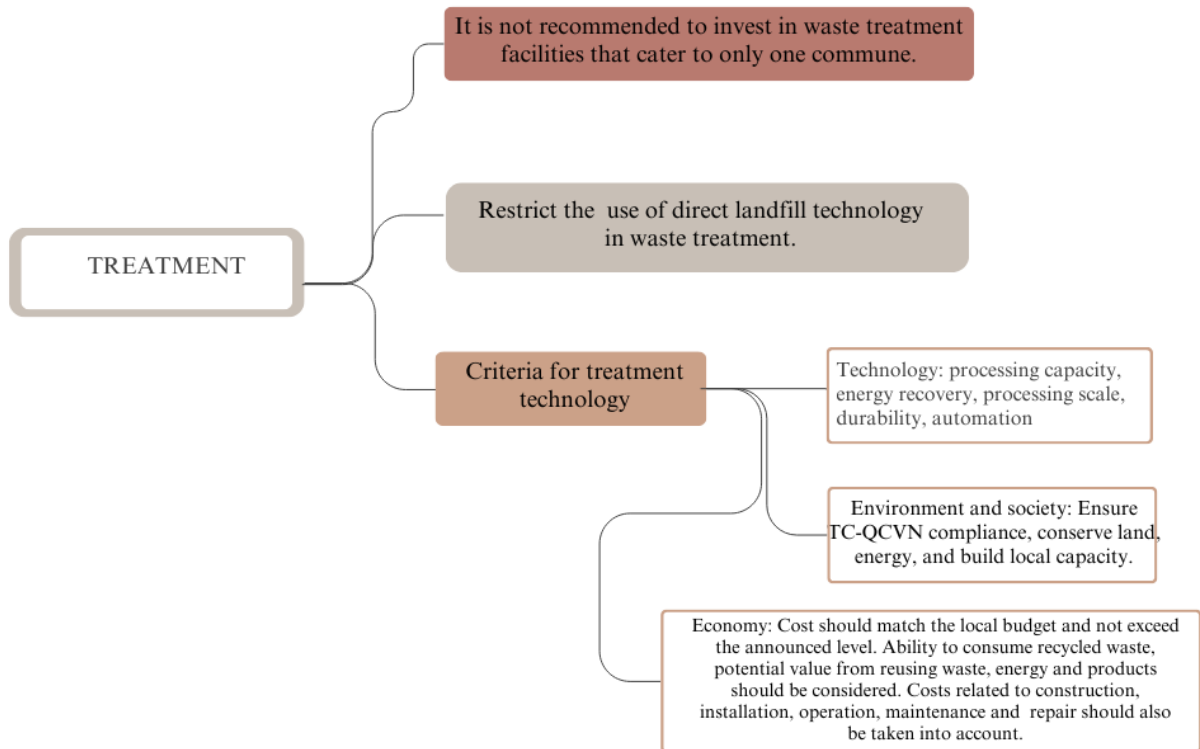 It is not recommended to invest in waste treatment
facilities that cater to only one commune.
Restrict the use of direct landfill technology
in waste treatment.
TREATMENT
Criteria for treatment
technology
Technology: processing capacity,
energy recovery, processing scale,
durability, automation
Environment and society: Ensure
TC-QCVN compliance, conserve land,
energy, and build local capacity.
Economy: Cost should match the local budget and not exceed
the announced level. Ability to consume recycled waste,
potential value from reusing waste, energy and products
should be considered. Costs related to construction,
installation, operation, maintenance and repair should also
be taken into account.